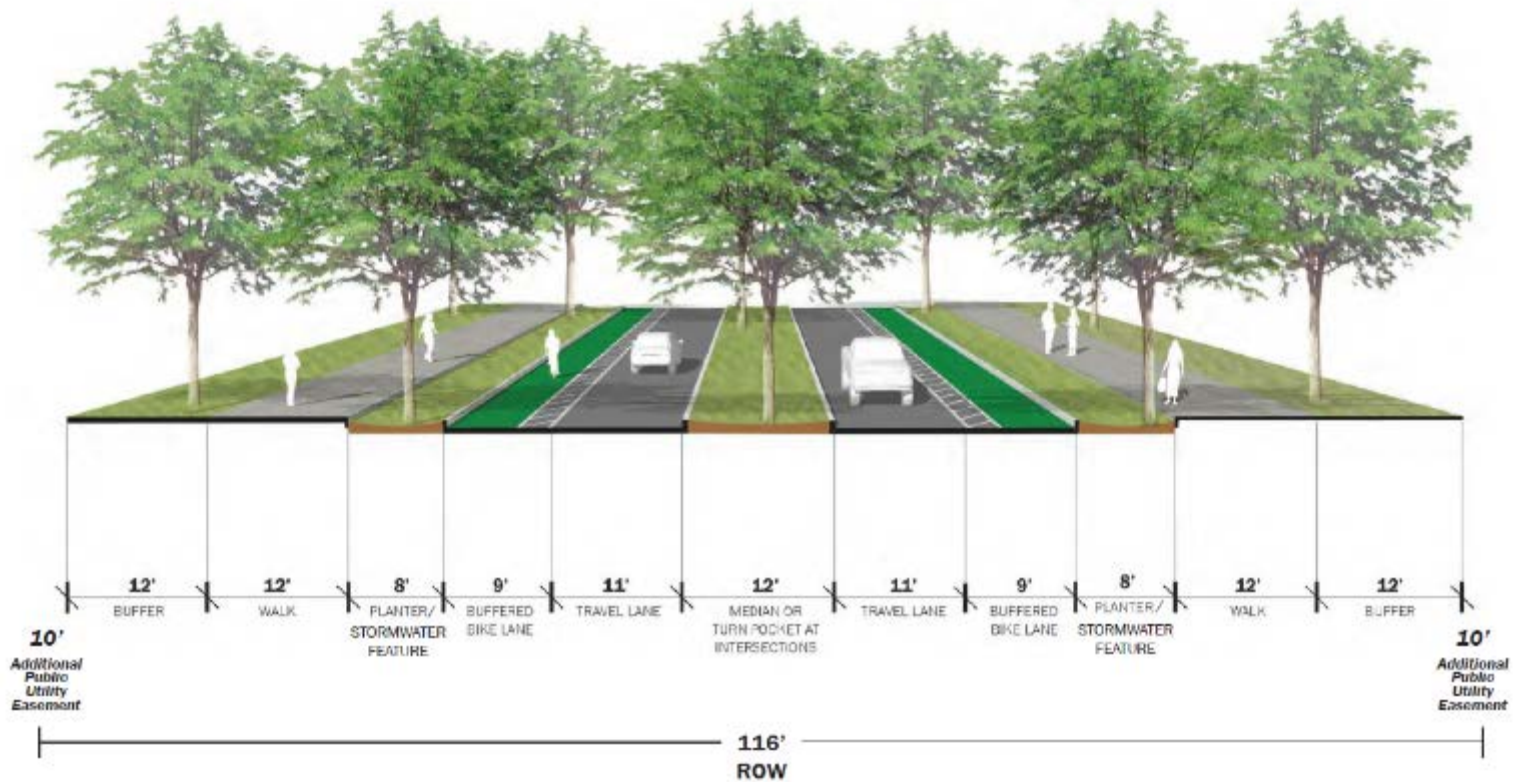 12' 12' 8' 9' 11' 12' 11' 9' 8' 12' 12'
BUFFER WALK PLANTER/ BUFFERED TRAVEL LANE MEDIAN OR TRAVEL LANE BUFFERED PLANTER/ WALK BUFFER
STORMWATER BIKE LANE TURN POCKET AT BIKE LANE STORMWATER
FEATURE INTERSECTIONS FEATURE
10' 10'
Additional Additional
Public Public
Utility Utility
Easement Easement
116'
ROW